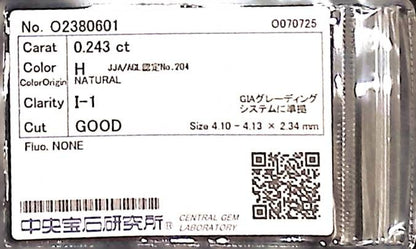 No. O2380601 O070725
Carat 0.243 ct
Color H JJA/AGL認定No.204
ColorOrigin NATURAL
Clarity I-1 GIAグレーディング
システムに準拠
Cut GOOD Size 4.10 - 4.13 × 2.34 mm
Fluo. NONE
中央宝石研究所 CENTRAL GEM
LABORATORY